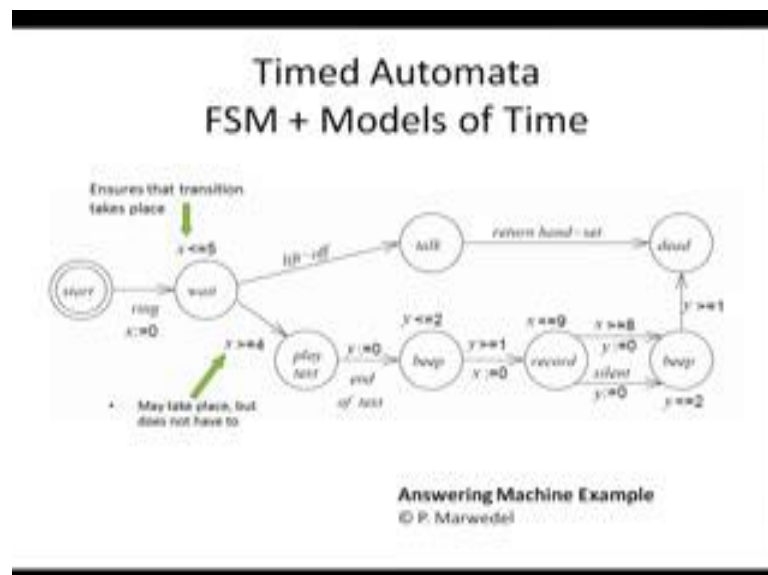 Timed Automata
FSM + Models of Time
Ensures that transition
takes place
x <=5
start
ring
x:=0
wait
lift-off
talk
return hand-set
dead
x >=4
play
text
y:=0
end
of text
y <=2
beep
y >=1
x :=0
x <=9
record
x >=8
y:=0
silent
y:=0
beep
y >=1
y <=2
• May take place, but
does not have to
Answering Machine Example
© P. Marwedel